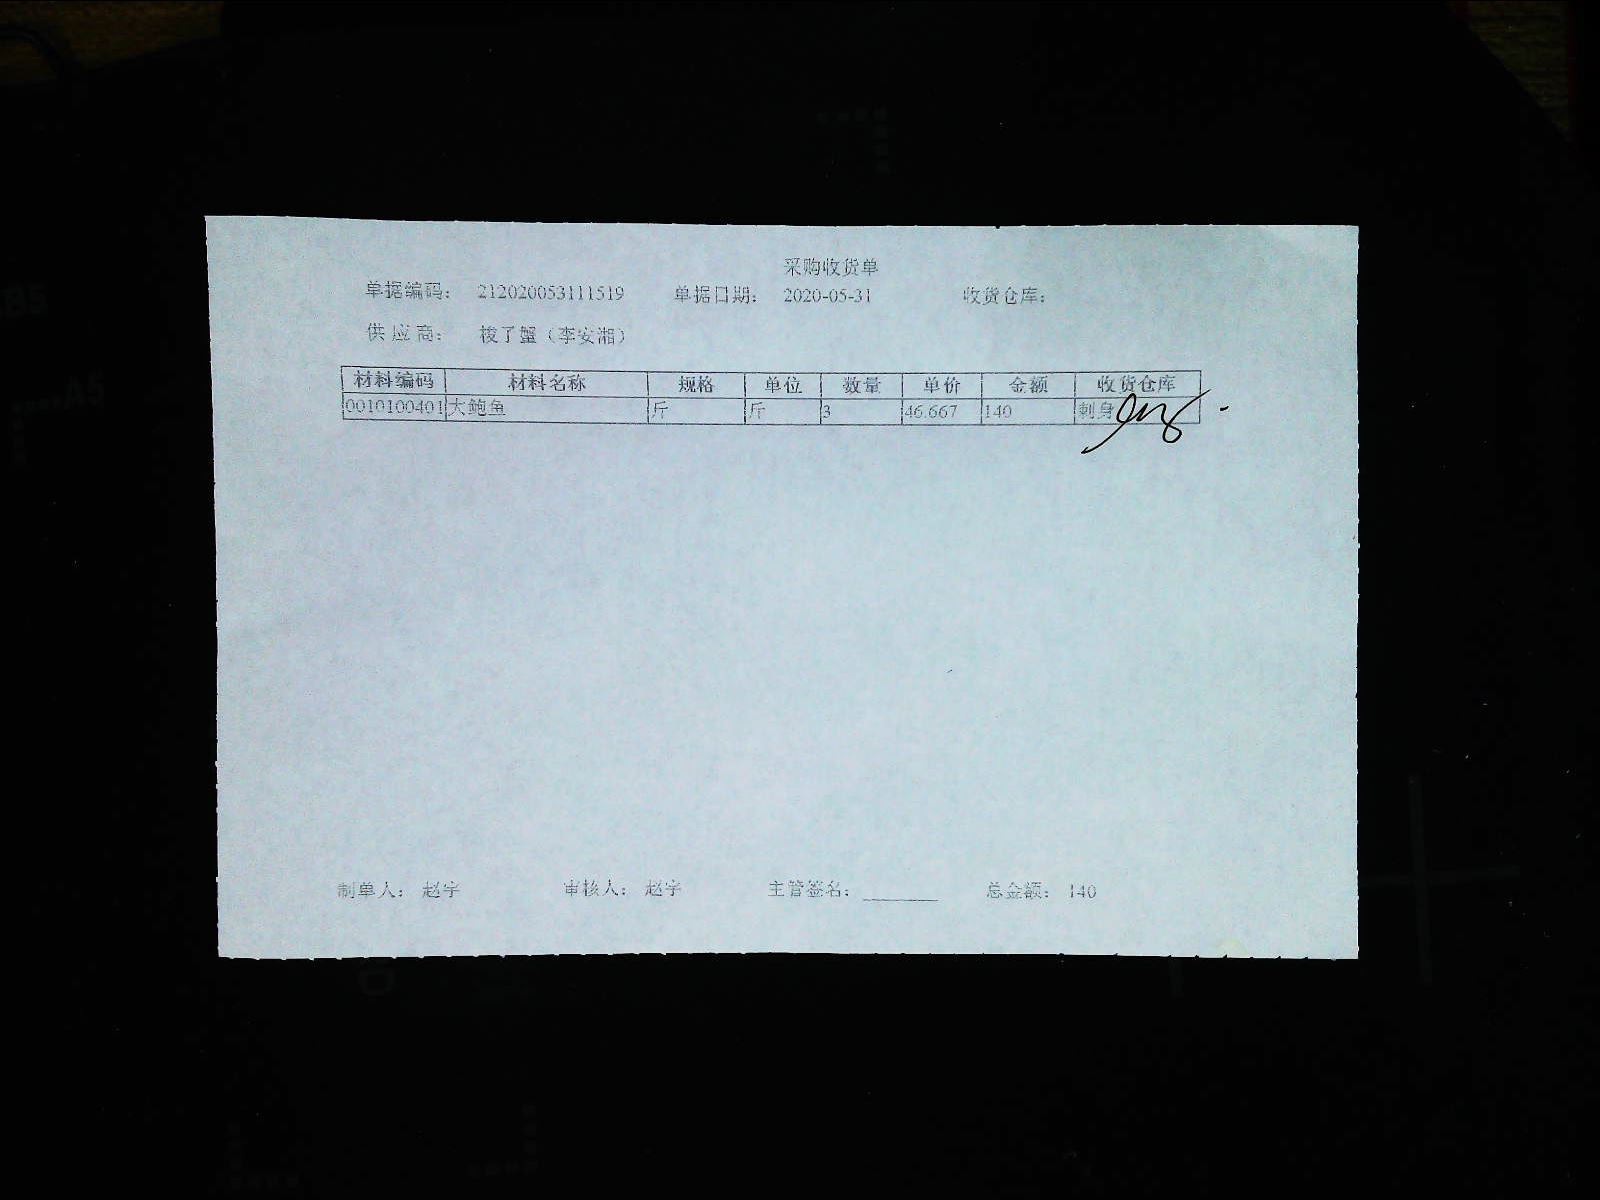 采购收货单
单据编码： 212020053111519 单据日期： 2020-05-31 收货仓库：
供应商： 梭子蟹（李安湘）
材料编码 材料名称 规格 单位 数量 单价 金额 收货仓库
0010100401 大鲍鱼 斤 斤 3 46.667 140 刺身
制单人： 赵宇 审核人： 赵宇 主管签名： ________ 总金额： 140
A5